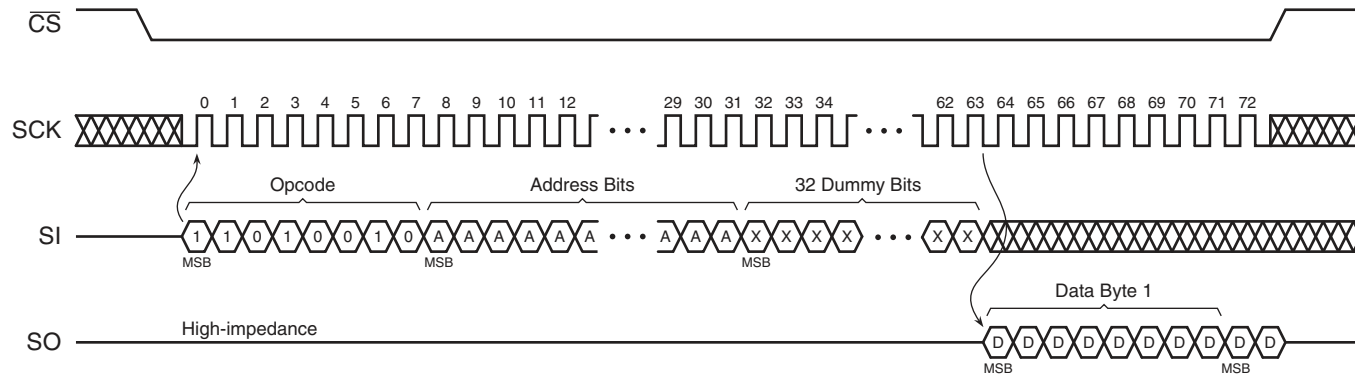 CS
0 1 2 3 4 5 6 7 8 9 10 11 12 29 30 31 32 33 34 62 63 64 65 66 67 68 69 70 71 72
SCK
Opcode Address Bits 32 Dummy Bits
SI 1 1 0 1 0 0 1 0 A A A A A A A A A X X X X X X
MSB MSB MSB
Data Byte 1
High-impedance
SO D D D D D D D D D D
MSB MSB